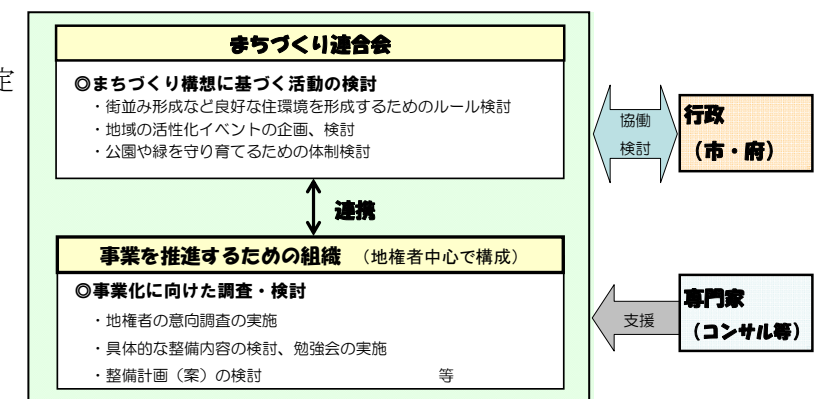 定
まちづくり連合会
◎まちづくり構想に基づく活動の検討
・街並み形成など良好な住環境を形成するためのルール検討
・地域の活性化イベントの企画、検討
・公園や緑を守り育てるための体制検討
連携
事業を推進するための組織（地権者中心で構成）
◎事業化に向けた調査・検討
・地権者の意向調査の実施
・具体的な整備内容の検討、勉強会の実施
・整備計画（案）の検討 等
協働
検討
行政
（市・府）
支援
専門家
（コンサル等）